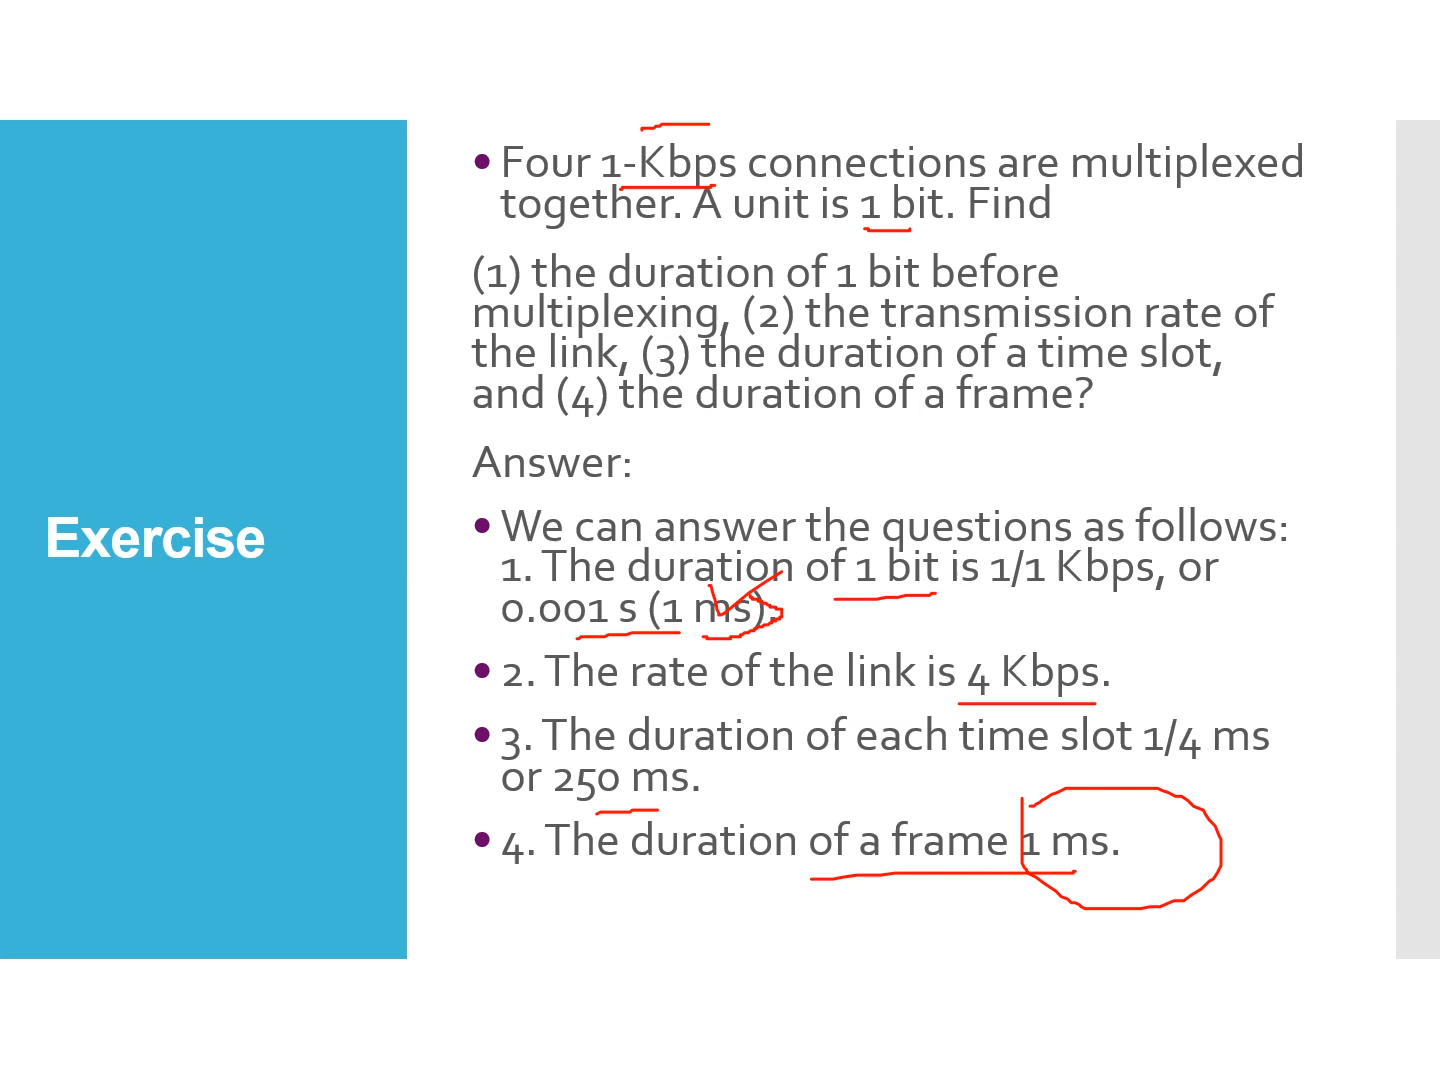 Exercise
• Four 1-Kbps connections are multiplexed
together. A unit is 1 bit. Find
(1) the duration of 1 bit before
multiplexing, (2) the transmission rate of
the link, (3) the duration of a time slot,
and (4) the duration of a frame?
Answer:
• We can answer the questions as follows:
1. The duration of 1 bit is 1/1 Kbps, or
0.001 s (1 ms).
• 2. The rate of the link is 4 Kbps.
• 3. The duration of each time slot 1/4 ms
or 250 ms.
• 4. The duration of a frame 1 ms.